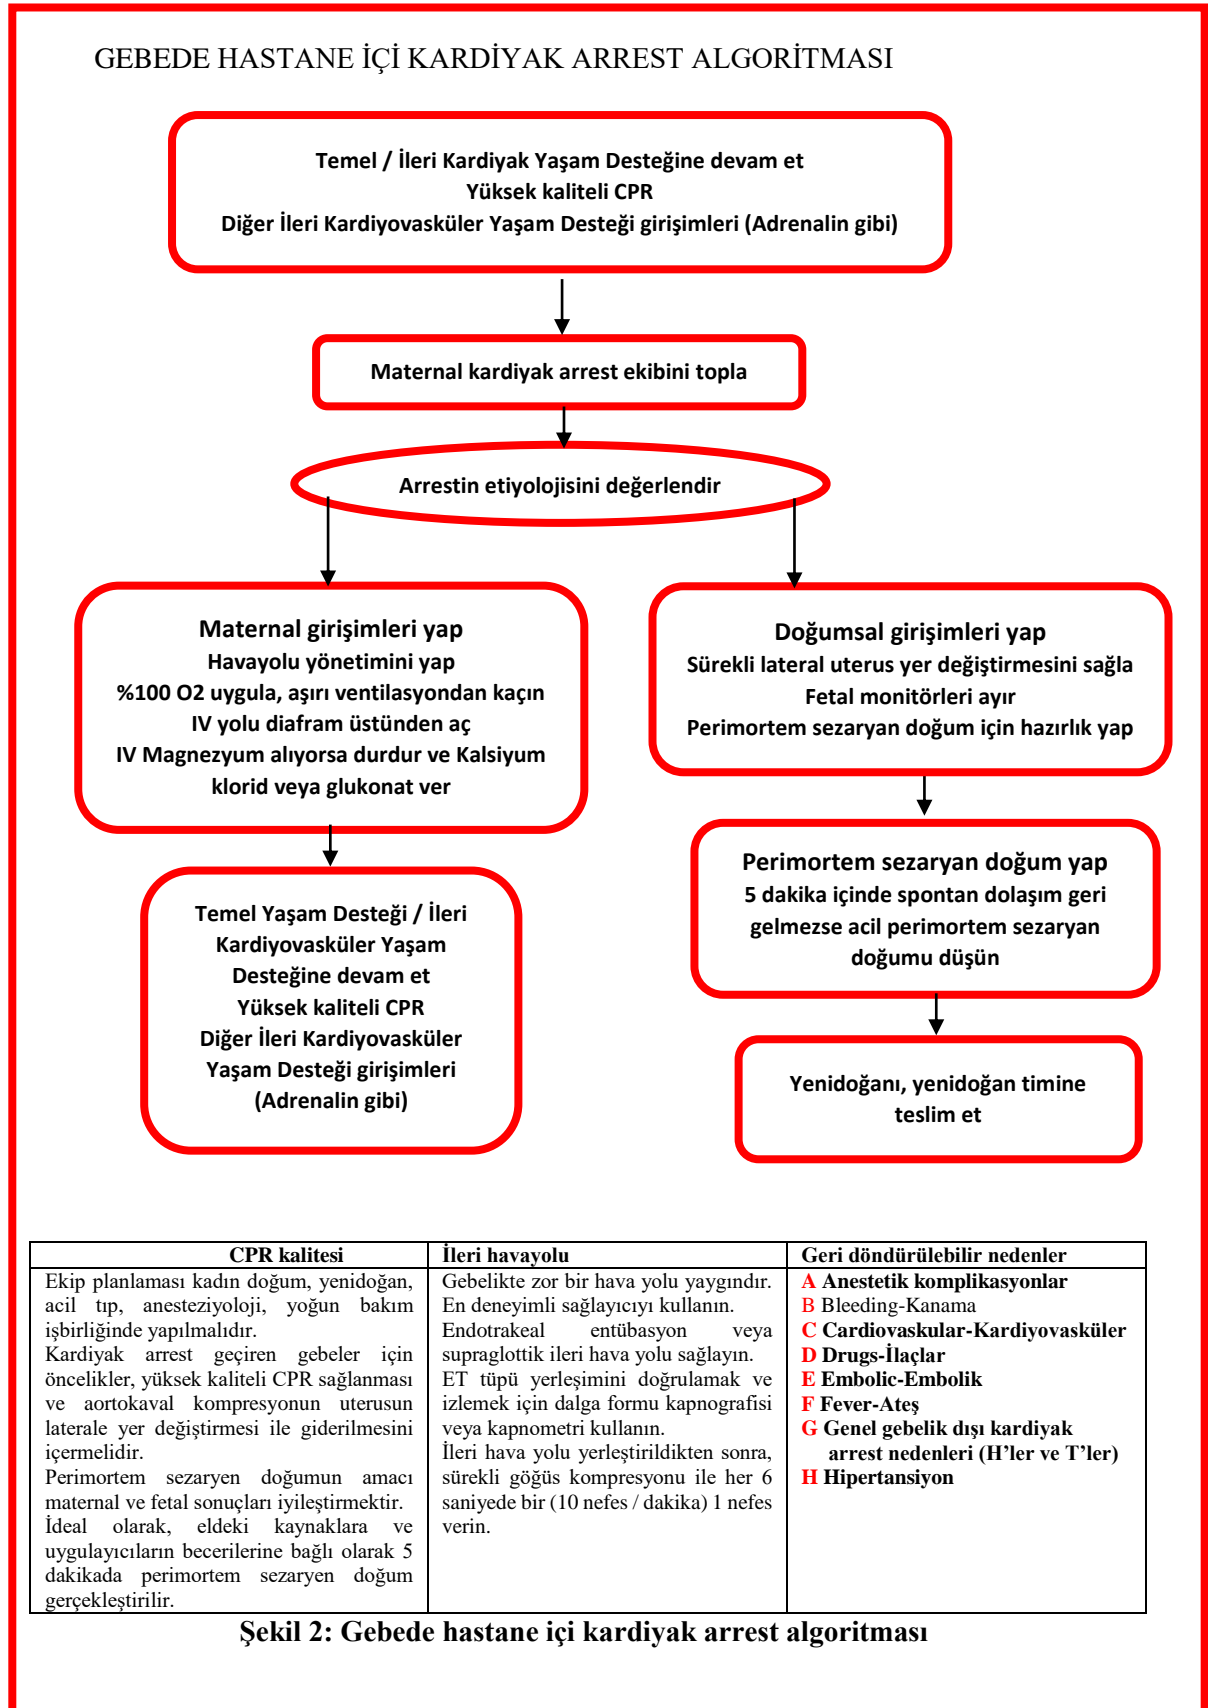 GEBEDE HASTANE İÇİ KARDİYAK ARREST ALGORİTMASI
Temel / İleri Kardiyak Yaşam Desteğine devam et
Yüksek kaliteli CPR
Diğer İleri Kardiyovasküler Yaşam Desteği girişimleri (Adrenalin gibi)
Maternal kardiyak arrest ekibini topla
Arrestin etiyolojisini değerlendir
Maternal girişimleri yap
Havayolu yönetimini yap
%100 O2 uygula, aşırı ventilasyondan kaçın
IV yolu diafram üstünden aç
IV Magnezyum alıyorsa durdur ve Kalsiyum
klorid veya glukonat ver
Doğumsal girişimleri yap
Sürekli lateral uterus yer değiştirmesini sağla
Fetal monitörleri ayır
Perimortem sezaryan doğum için hazırlık yap
Temel Yaşam Desteği / İleri
Kardiyovasküler Yaşam
Desteğine devam et
Yüksek kaliteli CPR
Diğer İleri Kardiyovasküler
Yaşam Desteği girişimleri
(Adrenalin gibi)
Perimortem sezaryan doğum yap
5 dakika içinde spontan dolaşım geri
gelmezse acil perimortem sezaryan
doğumu düşün
Yenidoğanı, yenidoğan timine
teslim et
CPR kalitesi
Ekip planlaması kadın doğum, yenidoğan,
acil tıp, anesteziyoloji, yoğun bakım
işbirliğinde yapılmalıdır.
Kardiyak arrest geçiren gebeler için
öncelikler, yüksek kaliteli CPR sağlanması
ve aortokaval kompresyonun uterusun
laterale yer değiştirmesi ile giderilmesini
içermelidir.
Perimortem sezaryen doğumun amacı
maternal ve fetal sonuçları iyileştirmektir.
İdeal olarak, eldeki kaynaklara ve
uygulayıcıların becerilerine bağlı olarak 5
dakikada perimortem sezaryen doğum
gerçekleştirilir.
İleri havayolu
Gebelikte zor bir hava yolu yaygındır.
En deneyimli sağlayıcıyı kullanın.
Endotrakeal entübasyon veya
supraglottik ileri hava yolu sağlayın.
ET tüpü yerleşimini doğrulamak ve
izlemek için dalga formu kapnografisi
veya kapnometri kullanın.
İleri hava yolu yerleştirildikten sonra,
sürekli göğüs kompresyonu ile her 6
saniyede bir (10 nefes / dakika) 1 nefes
verin.
Geri döndürülebilir nedenler
A Anestetik komplikasyonlar
B Bleeding-Kanama
C Cardiovaskular-Kardiyovasküler
D Drugs-İlaçlar
E Embolic-Embolik
F Fever-Ateş
G Genel gebelik dışı kardiyak
arrest nedenleri (H’ler ve T’ler)
H Hipertansiyon
Şekil 2: Gebede hastane içi kardiyak arrest algoritması